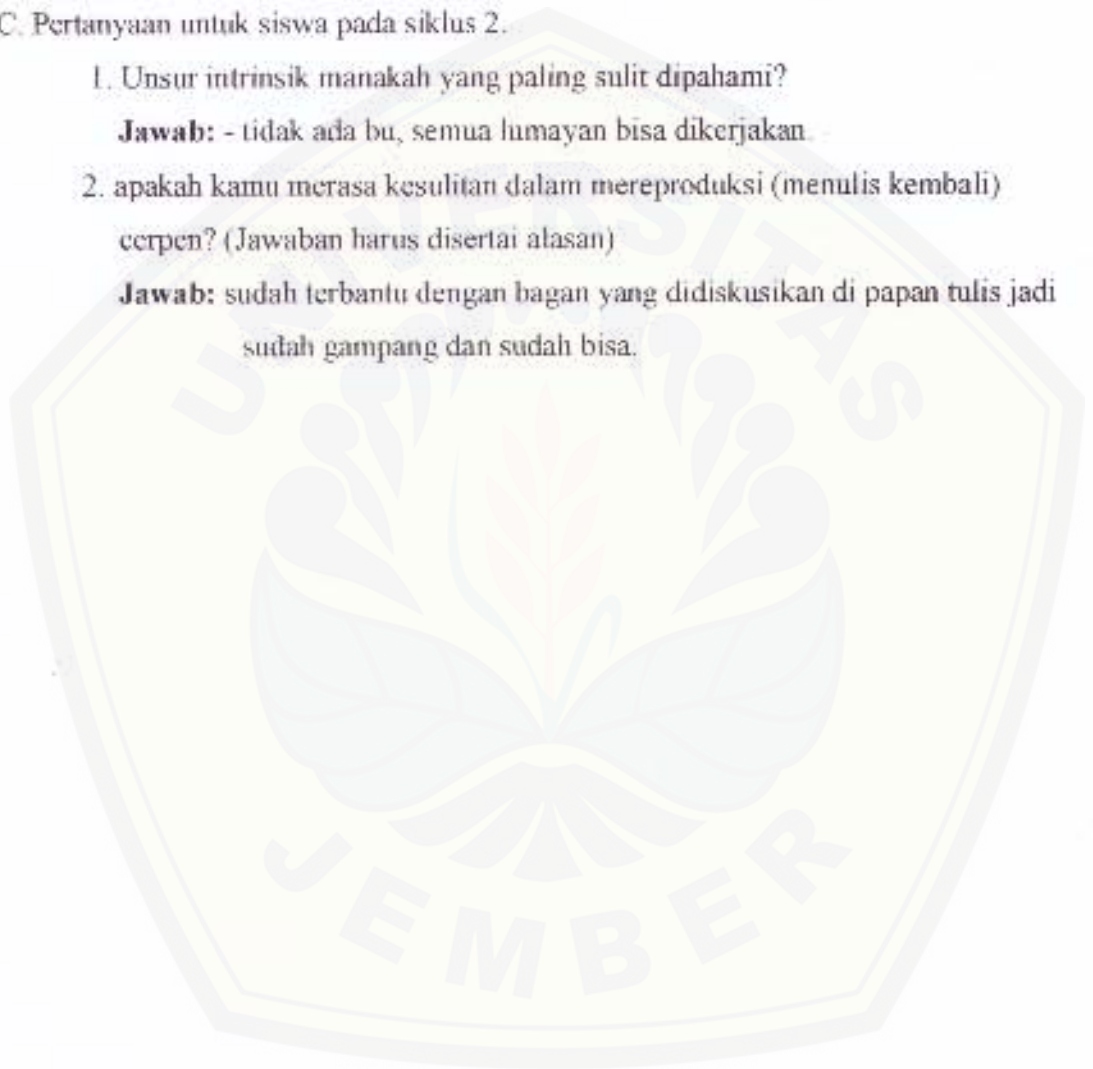 C. Pertanyaan untuk siswa pada siklus 2.
1. Unsur intrinsik manakah yang paling sulit dipahami?
Jawab: - tidak ada bu, semua lumayan bisa dikerjakan
2. apakah kamu merasa kesulitan dalam mereproduksi (menulis kembali)
cerpen? (Jawaban harus disertai alasan)
Jawab: sudah terbantu dengan bagan yang didiskusikan di papan tulis jadi
sudah gampang dan sudah bisa.
UNIVERSITAS
JEMBER